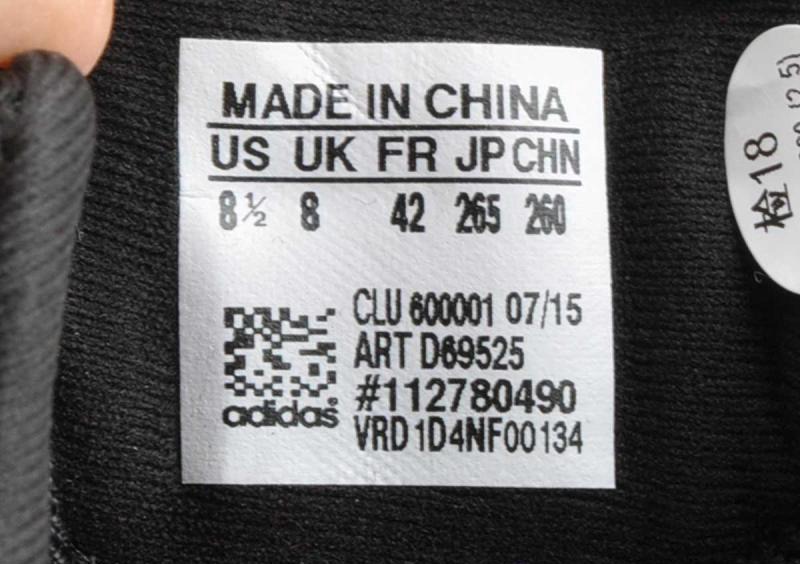 MADE IN CHINA
US UK FR JP CHN
8½ 8 42 265 260
CLU 600001 07/15
ART D69525
#112780490
VRD 1D4NF00134
adidas
检18